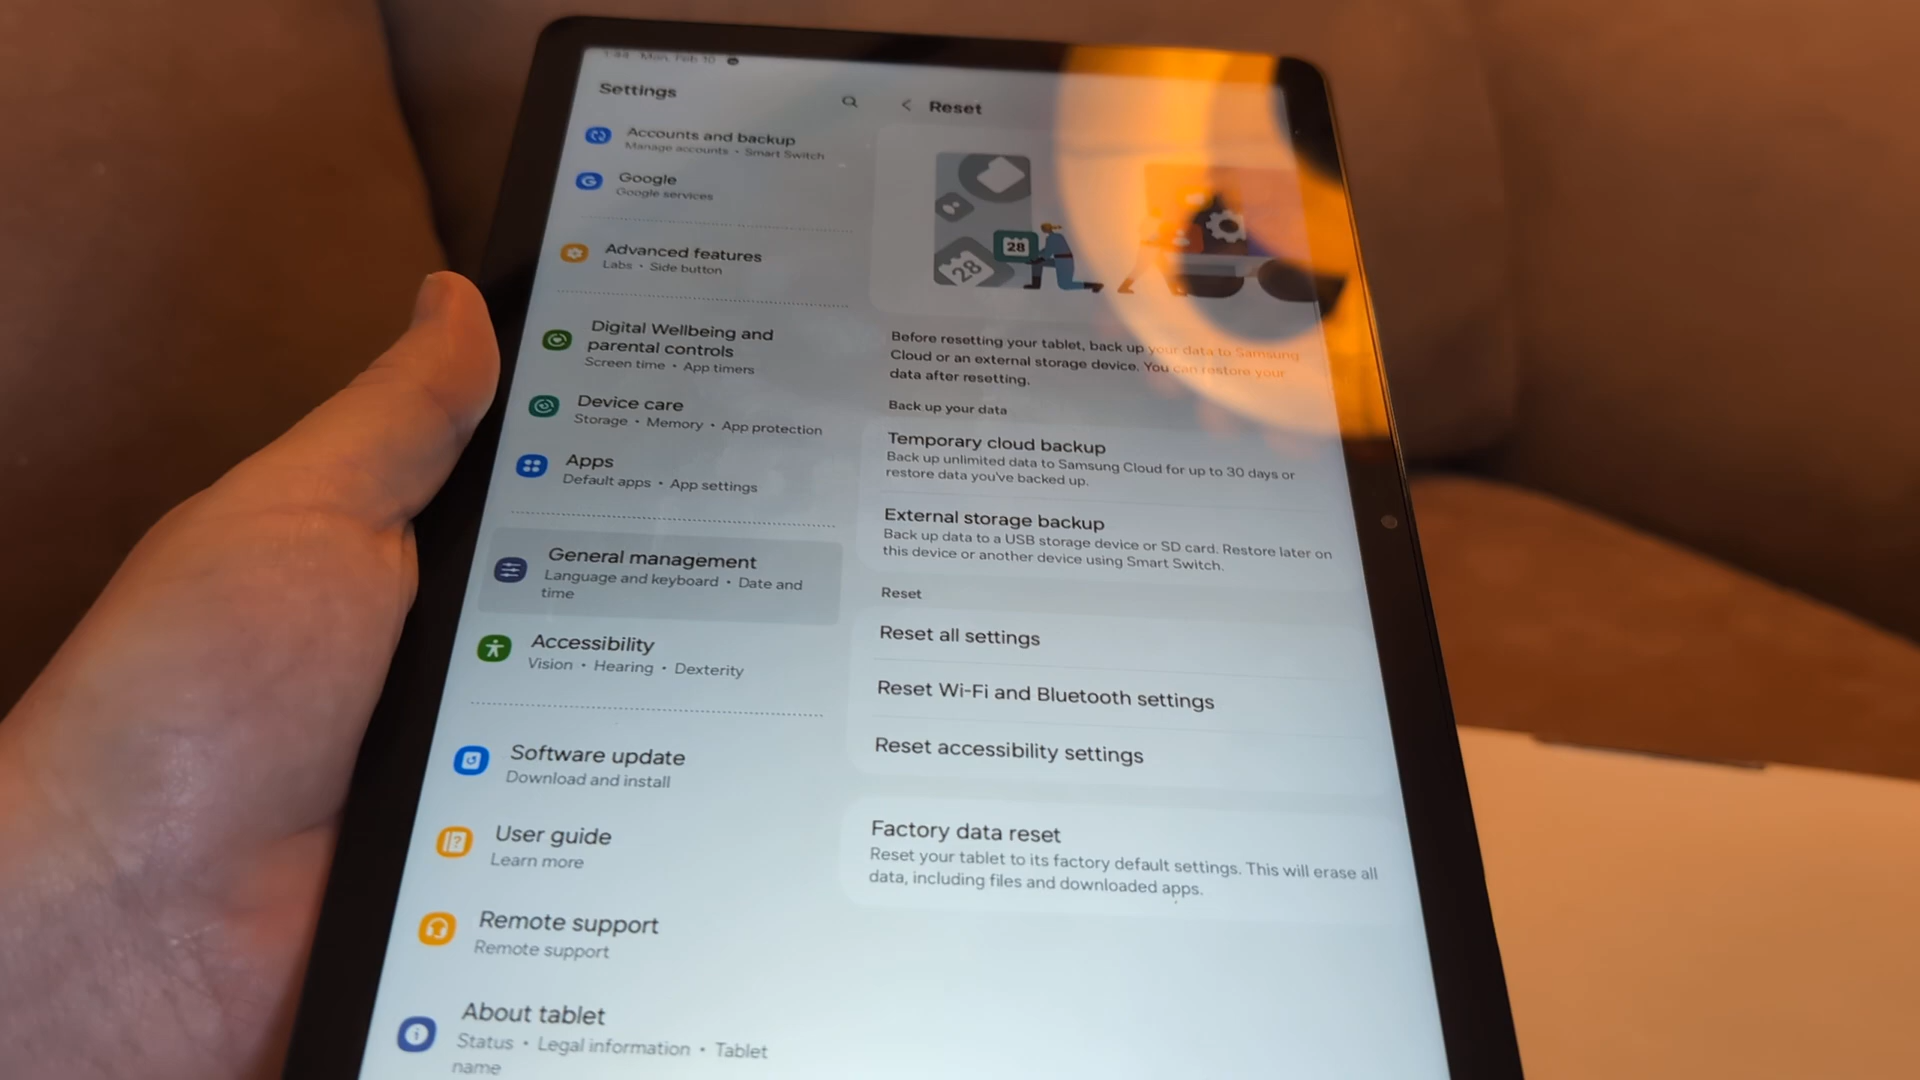 1:44 Mon, Feb 10
Settings
Accounts and backup
Manage accounts • Smart Switch
Google
Google services
Advanced features
Labs • Side button
Digital Wellbeing and
parental controls
Screen time • App timers
Device care
Storage • Memory • App protection
Apps
Default apps • App settings
General management
Language and keyboard • Date and
time
Accessibility
Vision • Hearing • Dexterity
Software update
Download and install
User guide
Learn more
Remote support
Remote support
About tablet
Status • Legal information • Tablet
name
Reset
28
28
Before resetting your tablet, back up your data to Samsung
Cloud or an external storage device. You can restore your
data after resetting.
Back up your data
Temporary cloud backup
Back up unlimited data to Samsung Cloud for up to 30 days or
restore data you've backed up.
External storage backup
Back up data to a USB storage device or SD card. Restore later on
this device or another device using Smart Switch.
Reset
Reset all settings
Reset Wi-Fi and Bluetooth settings
Reset accessibility settings
Factory data reset
Reset your tablet to its factory default settings. This will erase all
data, including files and downloaded apps.